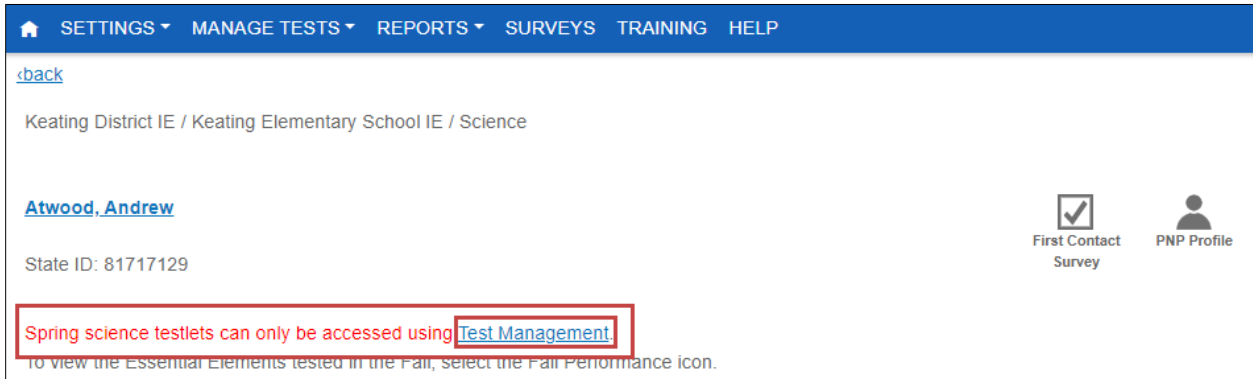 SETTINGS MANAGE TESTS REPORTS SURVEYS TRAINING HELP
‹back
Keating District IE / Keating Elementary School IE / Science
Atwood, Andrew
First Contact Survey
PNP Profile
State ID: 81717129
Spring science testlets can only be accessed using Test Management.
To view the Essential Elements tested in the Fall, select the Fall Performance icon.